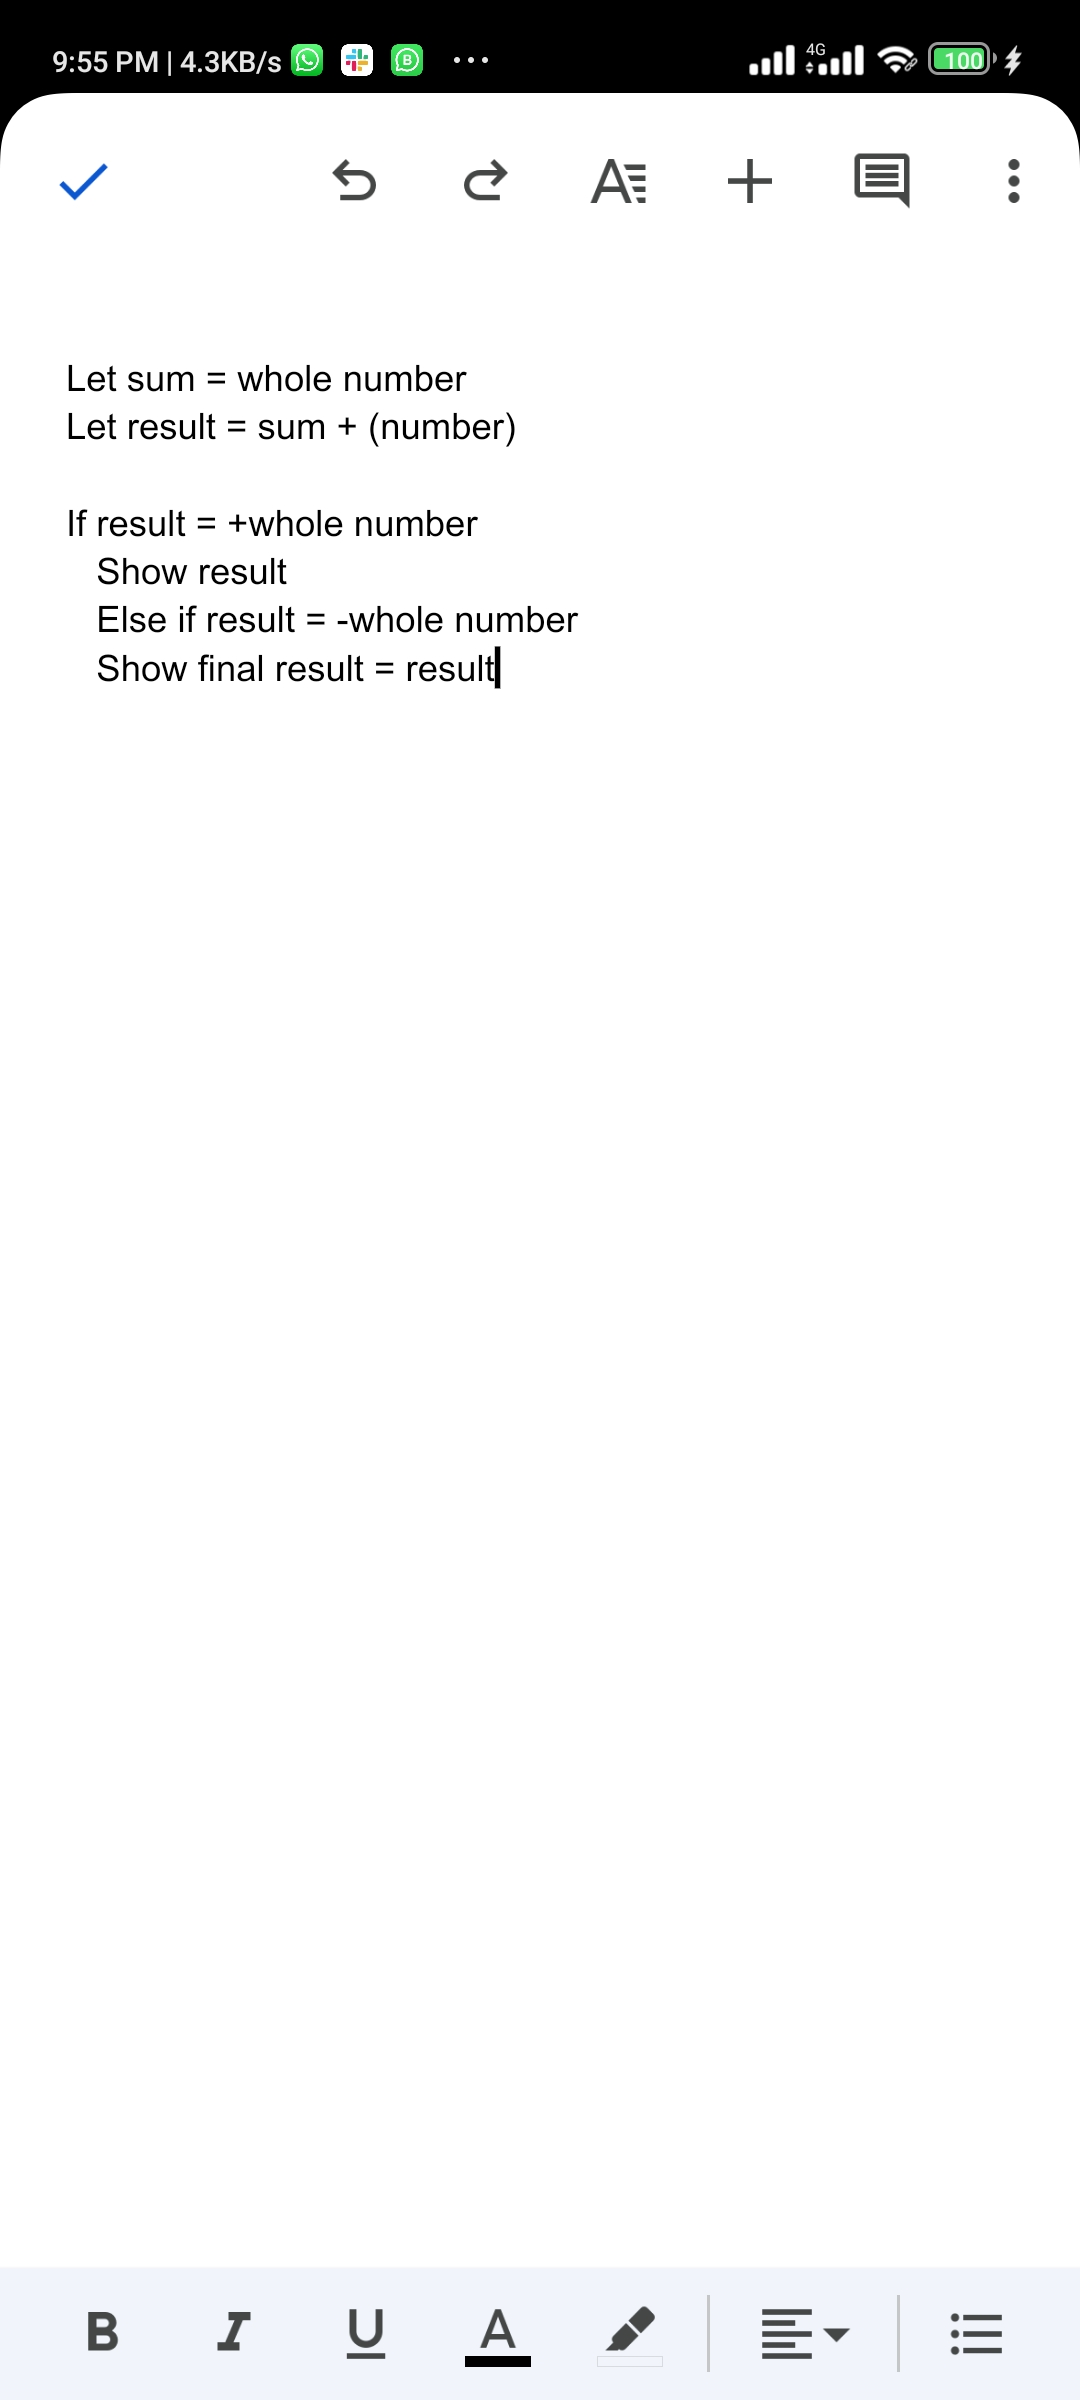 9:55 PM | 4.3KB/s B ... 4G 100
A
Let sum = whole number
Let result = sum + (number)
If result = +whole number
Show result
Else if result = -whole number
Show final result = result
B I U A